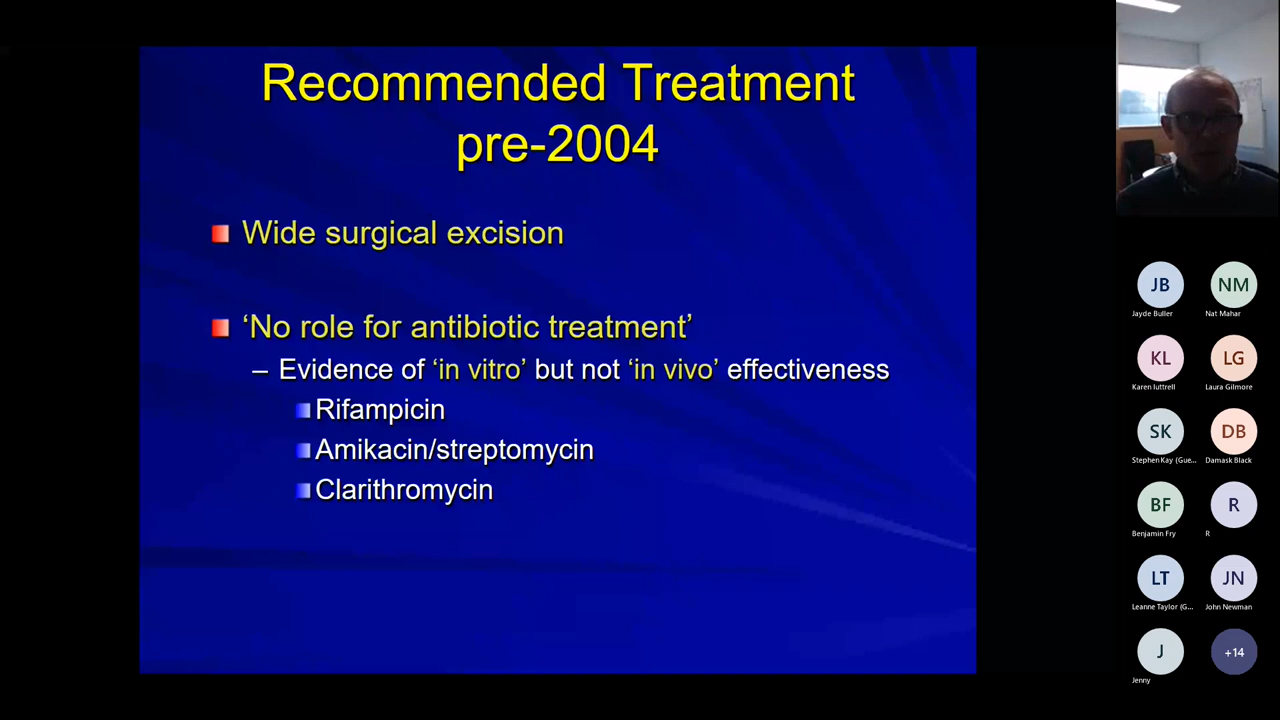 Recommended Treatment
pre-2004
Wide surgical excision
‘No role for antibiotic treatment’
– Evidence of ‘in vitro’ but not ‘in vivo’ effectiveness
Rifampicin
Amikacin/streptomycin
Clarithromycin
JB
NM
Jayde Buller
Nat Mahar
KL
LG
Karen luttrell
Laura Gilmore
SK
DB
Stephen Kay (Gue...
Damask Black
BF
R
Benjamin Fry
R
LT
JN
Leanne Taylor (G...
John Newman
J
+14
Jenny